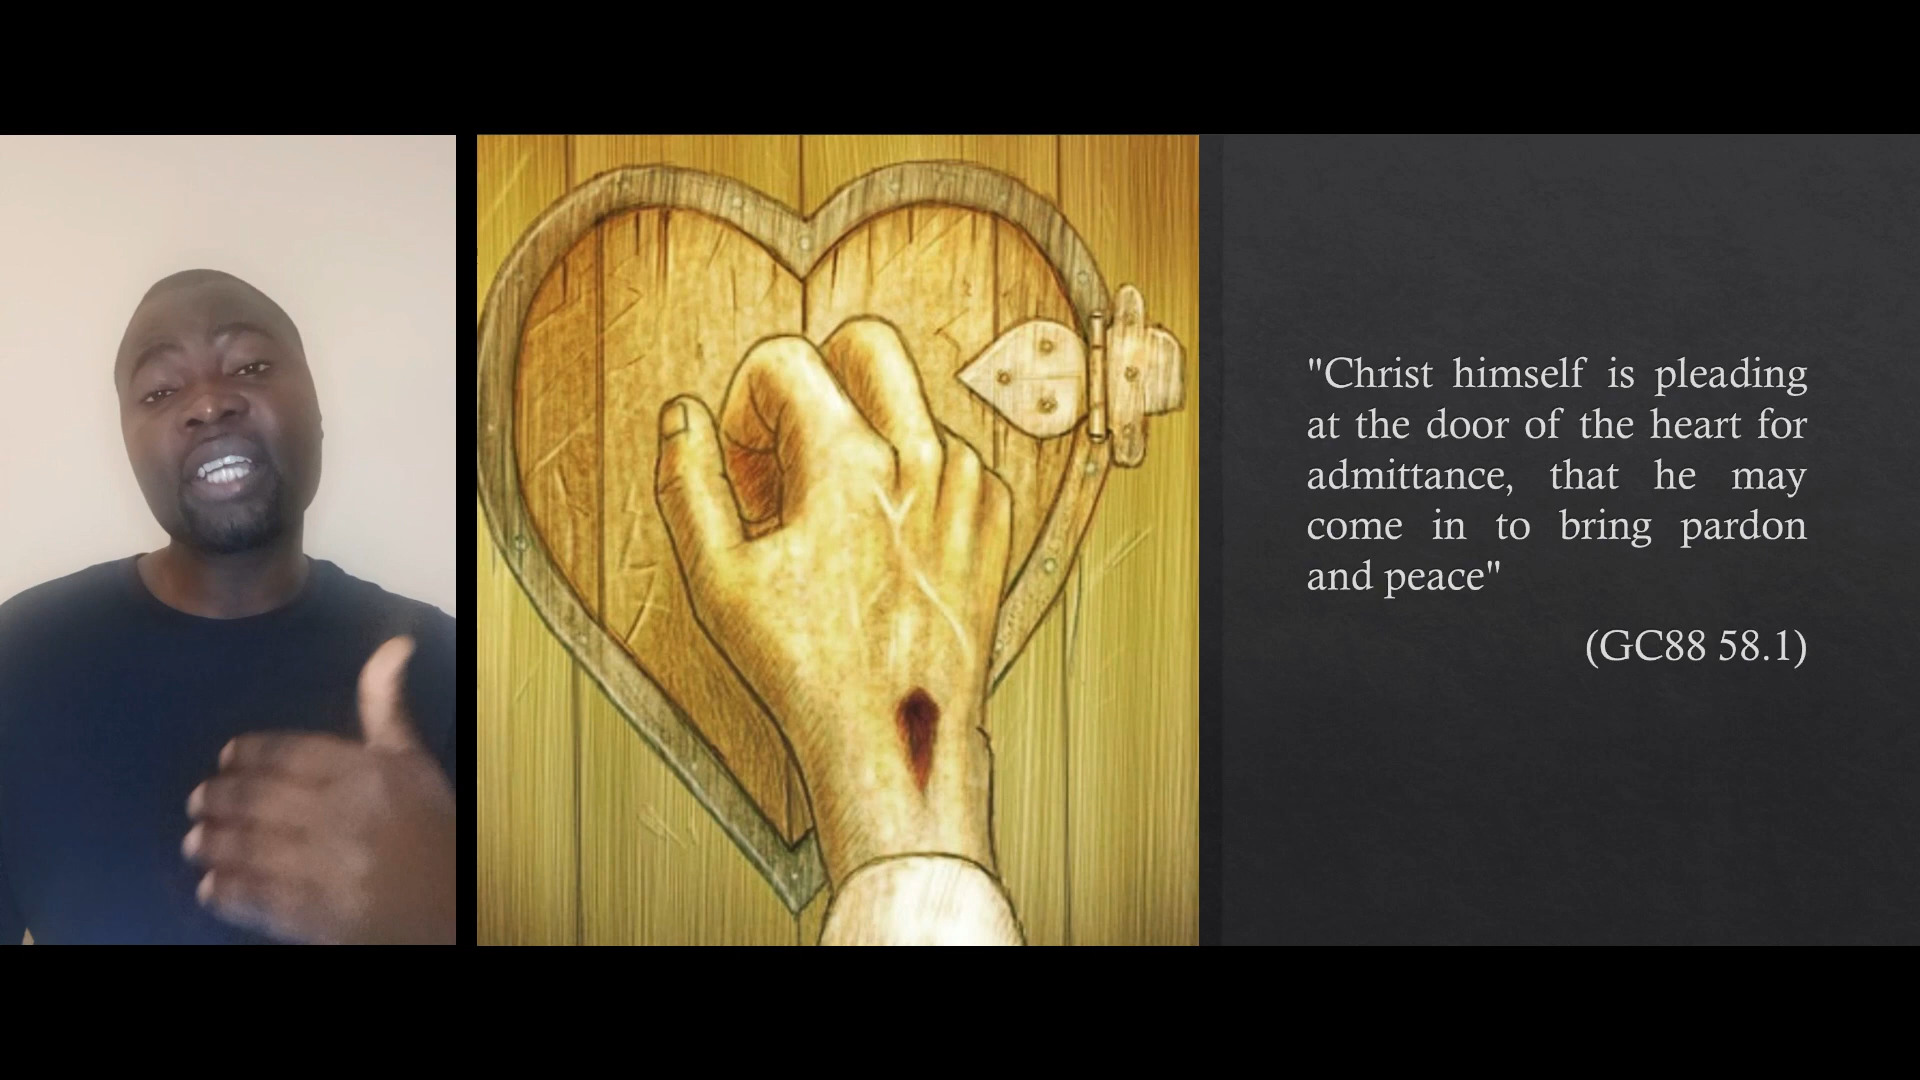 "Christ himself is pleading
at the door of the heart for
admittance, that he may
come in to bring pardon
and peace"
(GC88 58.1)